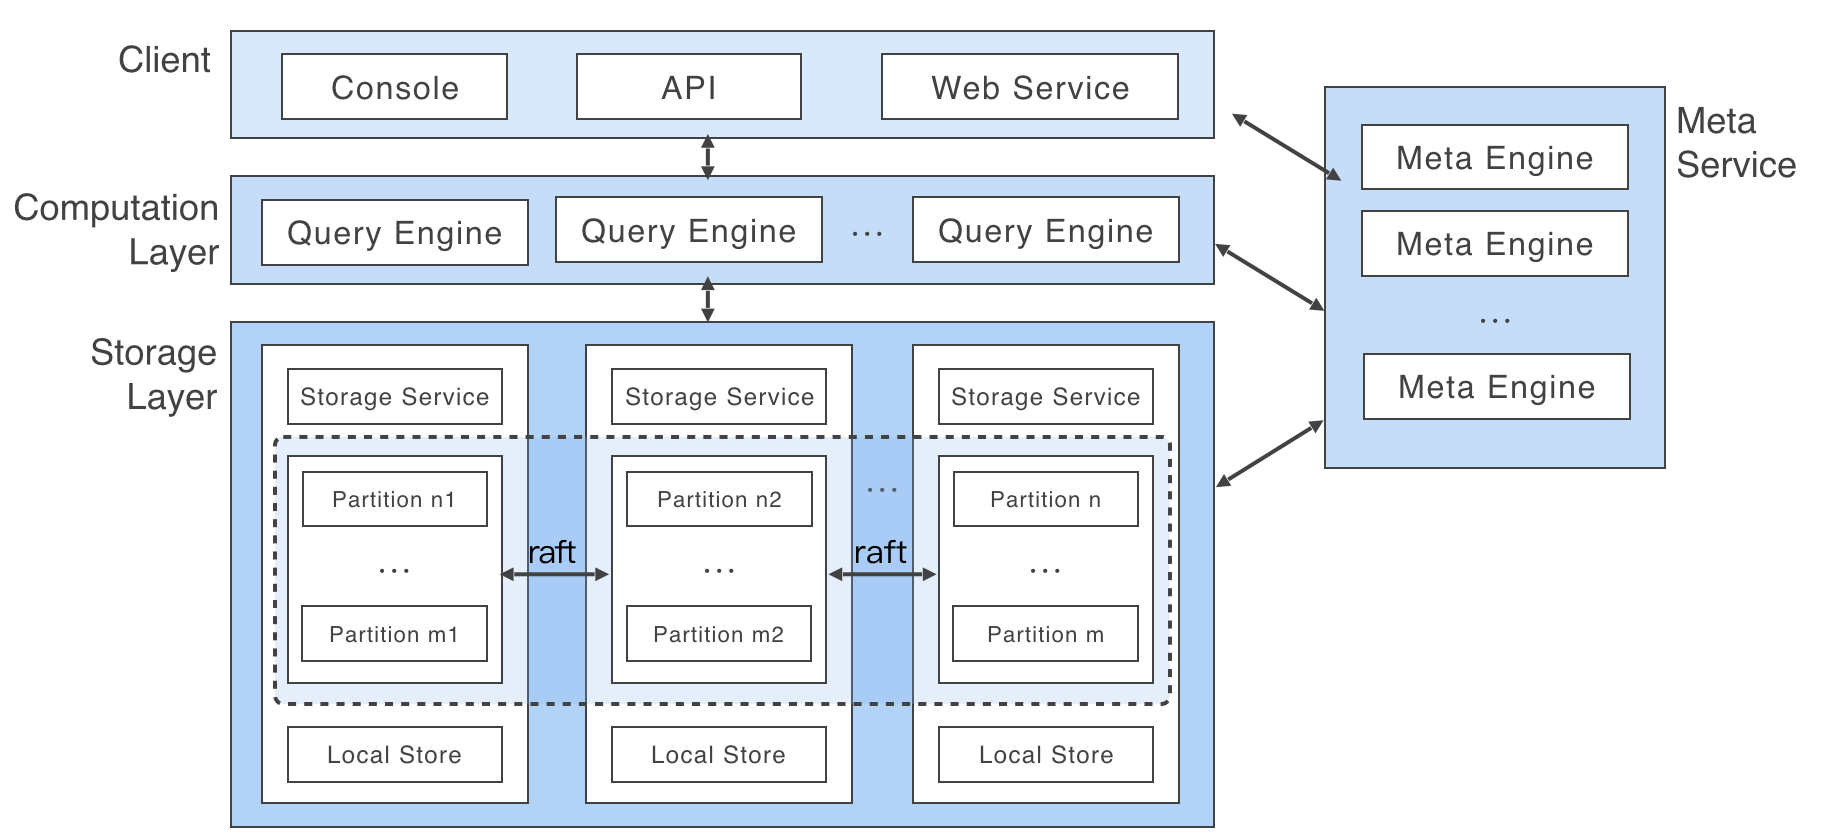 Client
Console
API
Web Service
Computation
Layer
Query Engine
Query Engine
...
Query Engine
Storage
Layer
Storage Service
Storage Service
Storage Service
Partition n1
Partition n2
...
Partition n
raft
raft
...
...
...
Partition m1
Partition m2
Partition m
Local Store
Local Store
Local Store
Meta
Service
Meta Engine
Meta Engine
...
Meta Engine